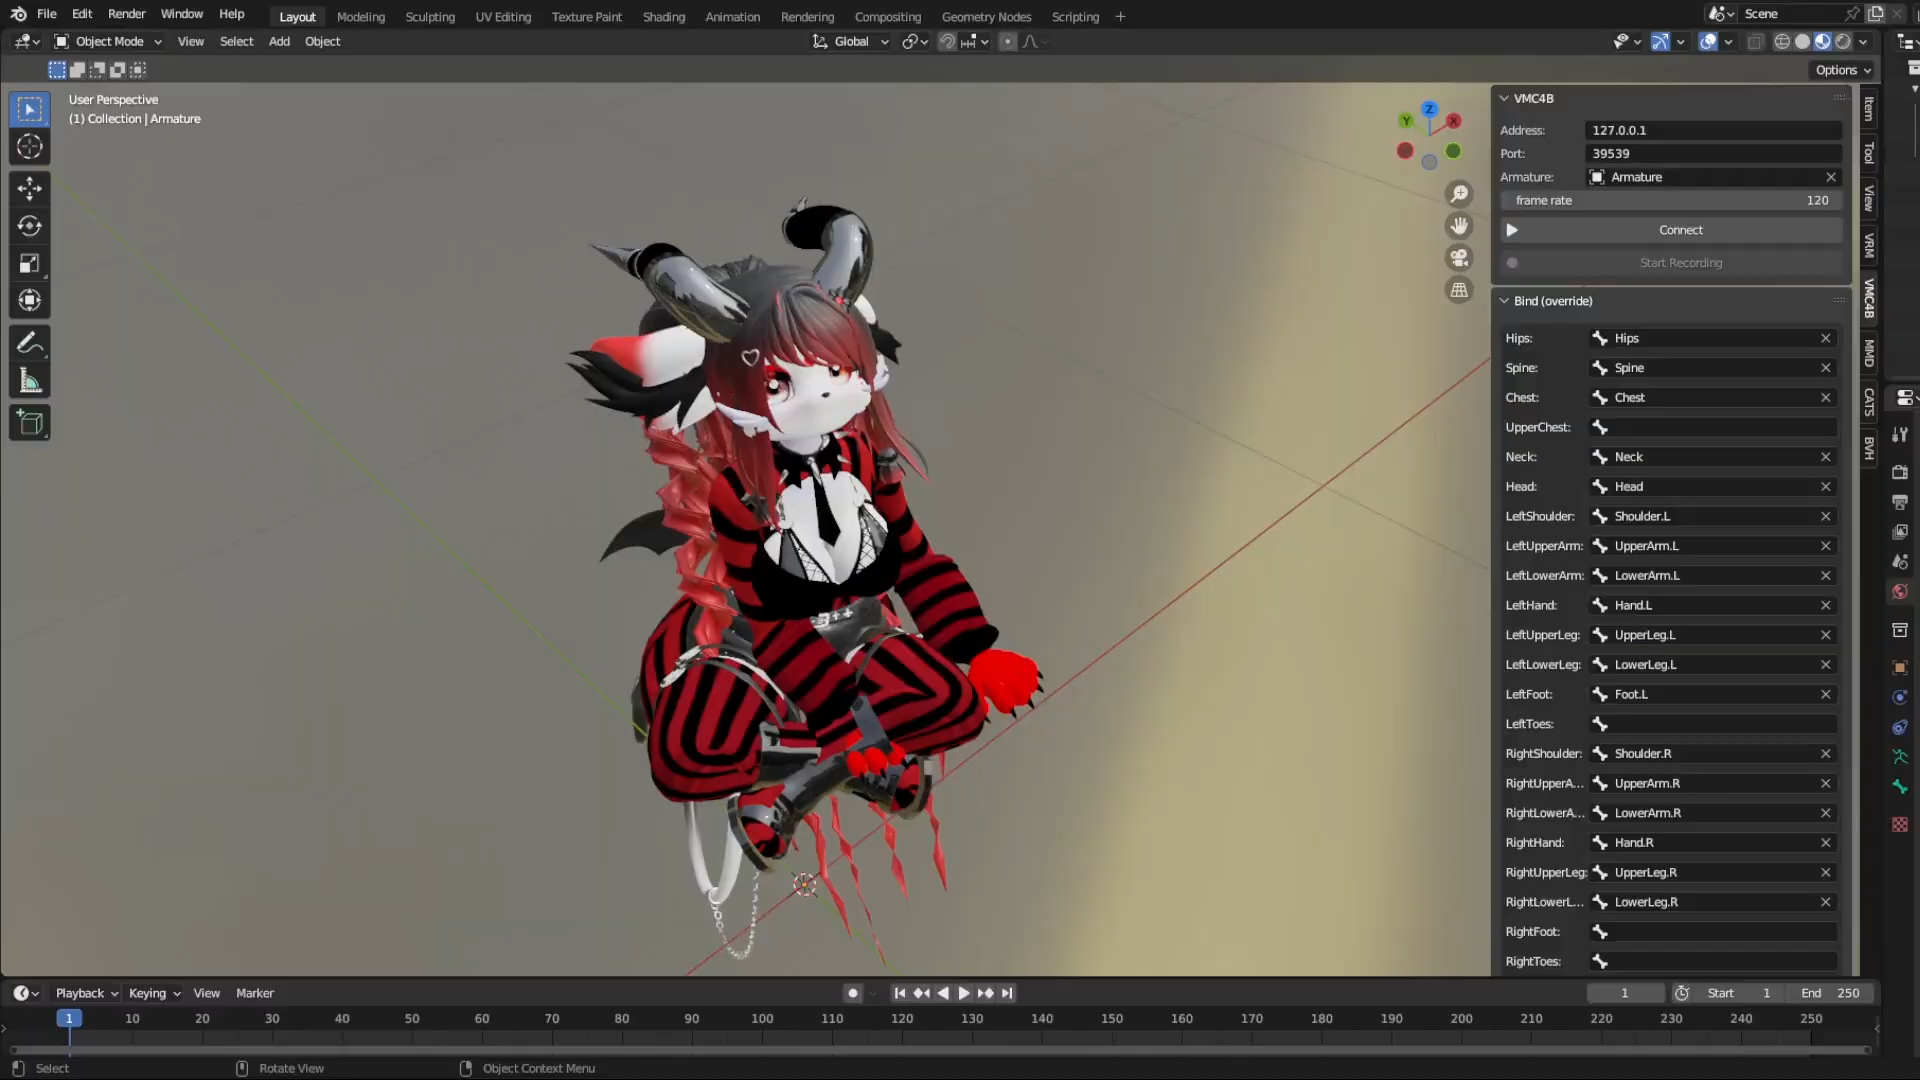 File Edit Render Window Help Layout Modeling Sculpting UV Editing Texture Paint Shading Animation Rendering Compositing Geometry Nodes Scripting + Scene
Object Mode View Select Add Object Global
Options
User Perspective
(1) Collection | Armature
Z
Y
X
VMC4B
Address: 127.0.0.1
Port: 39539
Armature: Armature
frame rate 120
Connect
Start Recording
Bind (override)
Hips: Hips
Spine: Spine
Chest: Chest
UpperChest:
Neck: Neck
Head: Head
LeftShoulder: Shoulder.L
LeftUpperArm: UpperArm.L
LeftLowerArm: LowerArm.L
LeftHand: Hand.L
LeftUpperLeg: UpperLeg.L
LeftLowerLeg: LowerLeg.L
LeftFoot: Foot.L
LeftToes:
RightShoulder: Shoulder.R
RightUpperA... UpperArm.R
RightLowerA... LowerArm.R
RightHand: Hand.R
RightUpperLeg: UpperLeg.R
RightLowerL... LowerLeg.R
RightFoot:
RightToes:
Item
Tool
View
VRM
VMC4B
MMD
CATS
BVH
Playback Keying View Marker 1 Start 1 End 250
1 10 20 30 40 50 60 70 80 90 100 110 120 130 140 150 160 170 180 190 200 210 220 230 240 250
Select Rotate View Object Context Menu